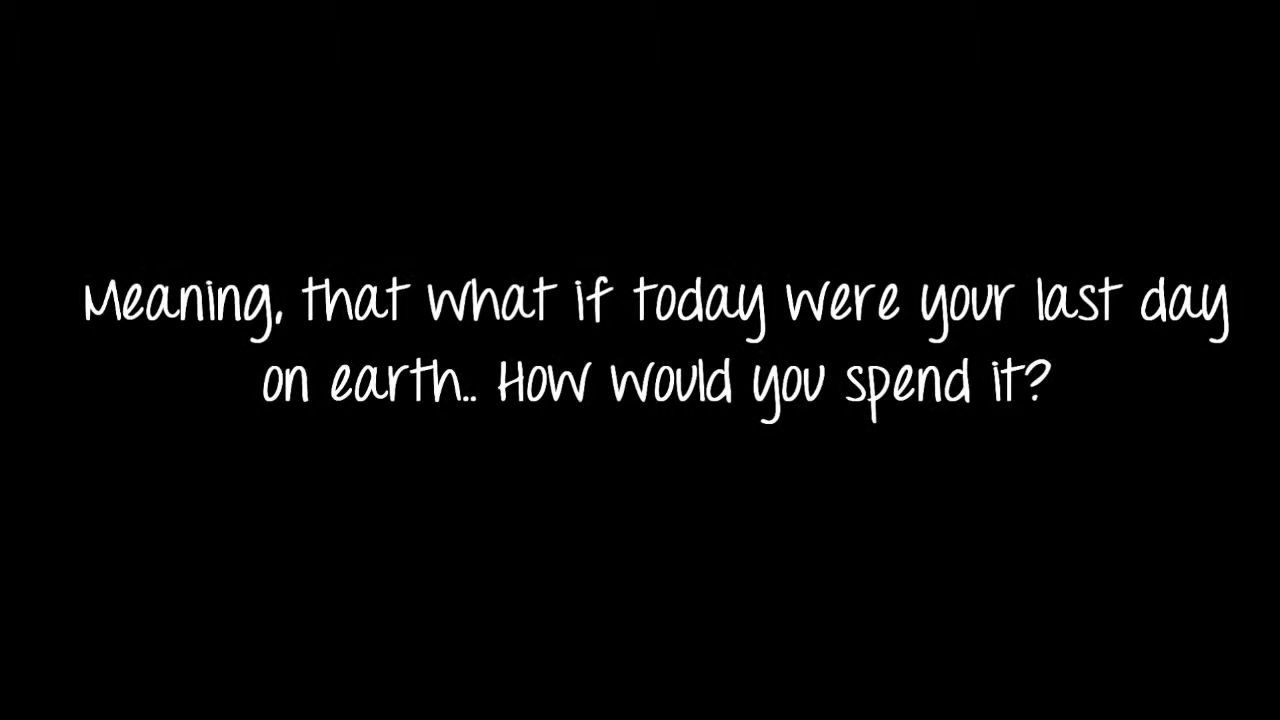 Meaning, that what if today were your last day
on earth.. How would you spend it?